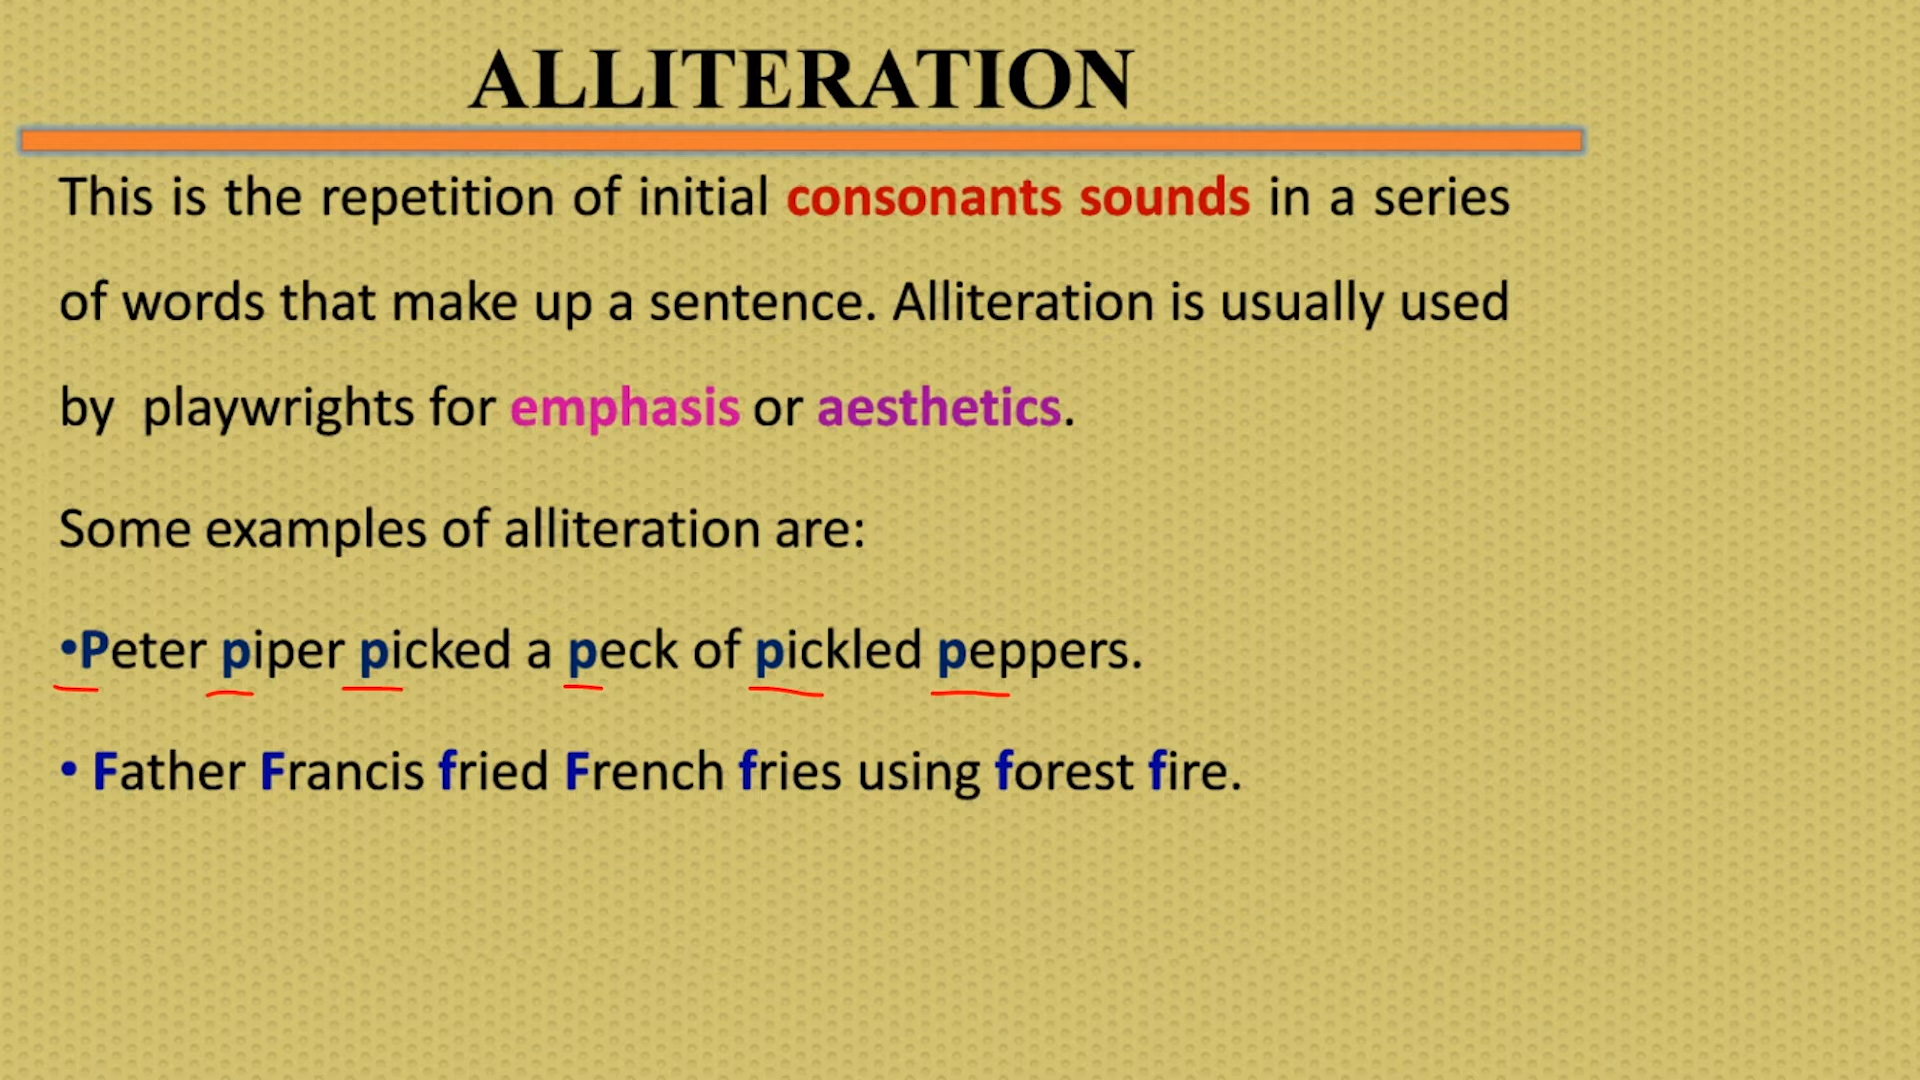 ALLITERATION
This is the repetition of initial consonants sounds in a series
of words that make up a sentence. Alliteration is usually used
by playwrights for emphasis or aesthetics.
Some examples of alliteration are:
•Peter piper picked a peck of pickled peppers.
• Father Francis fried French fries using forest fire.